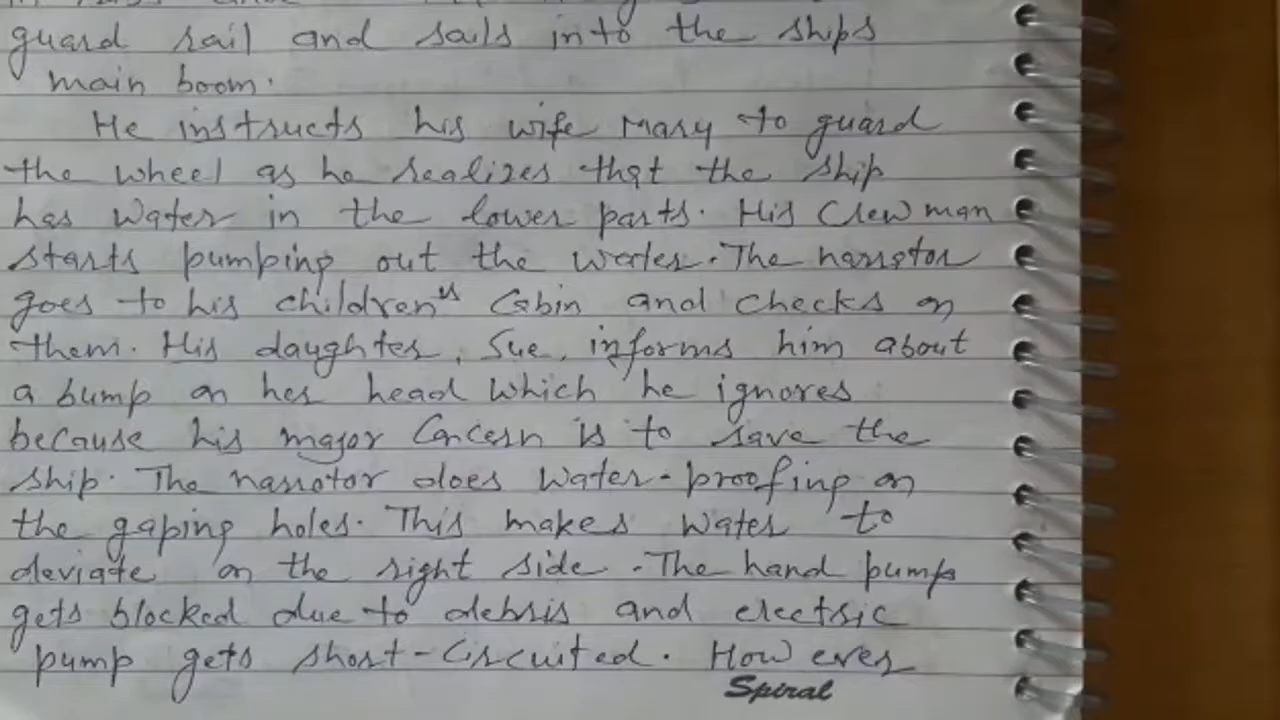 guard rail and sails into the ships
main boom.
He instructs his wife Mary to guard
the wheel as he realizes that the ship
has water in the lower parts. His Crew man
starts pumping out the water. The narrator
goes to his children's Cabin and checks on
them. His daughter, Sue, informs him about
a bump on her head which he ignores
because his major Concern is to save the
ship. The narrator does water-proofing on
the gaping holes. This makes water to
deviate on the right side. The hand pump
gets blocked due to debris and electric
pump gets short-Circuited. How ever
Spiral